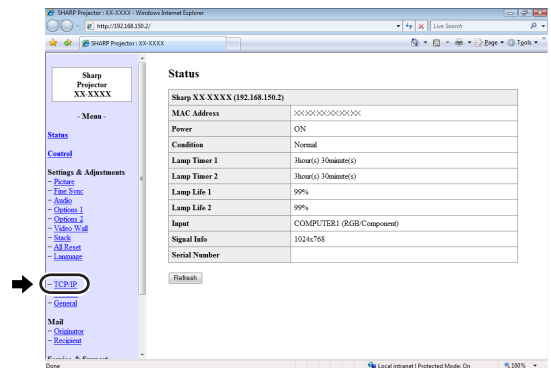 SHARP Projector : XX-XXXX - Windows Internet Explorer
http://192.168.150.2/
Live Search
SHARP Projector : XX-XXXX
Page
Tools
Sharp
Projector
XX-XXXX
- Menu -
Status
Control
Settings & Adjustments
– Picture
– Fine Sync
– Audio
– Options 1
– Options 2
– Video Wall
– Stack
– All Reset
– Language
– TCP/IP
– General
Mail
– Originator
– Recipient
Status
Sharp XX-XXXX (192.168.150.2)
MAC Address XXXXXXXXXXXX
Power ON
Condition Normal
Lamp Timer 1 3hour(s) 30minute(s)
Lamp Timer 2 3hour(s) 30minute(s)
Lamp Life 1 99%
Lamp Life 2 99%
Input COMPUTER1 (RGB/Component)
Signal Info 1024x768
Serial Number
Refresh
Done
Local intranet | Protected Mode: On
100%